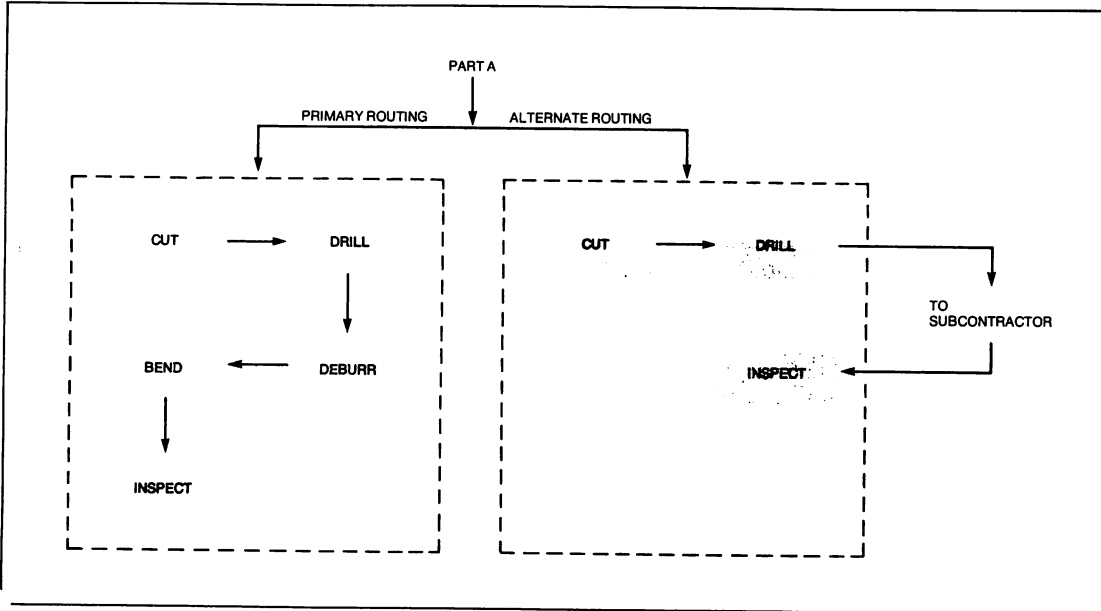 PART A
PRIMARY ROUTING
ALTERNATE ROUTING
CUT
DRILL
BEND
DEBURR
INSPECT
CUT
DRILL
INSPECT
TO
SUBCONTRACTOR